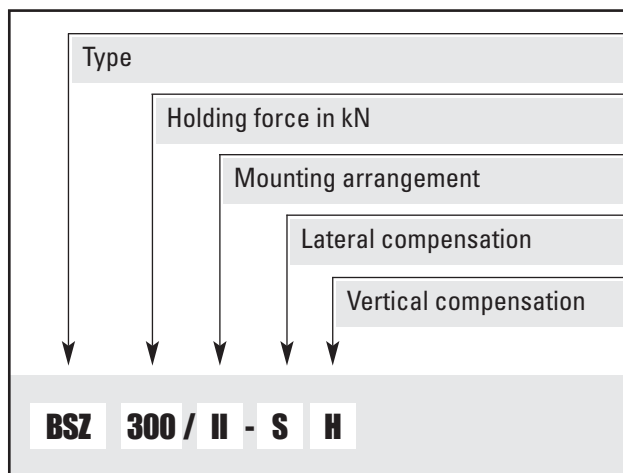 Type
Holding force in kN
Mounting arrangement
Lateral compensation
Vertical compensation
BSZ 300 / II - S H